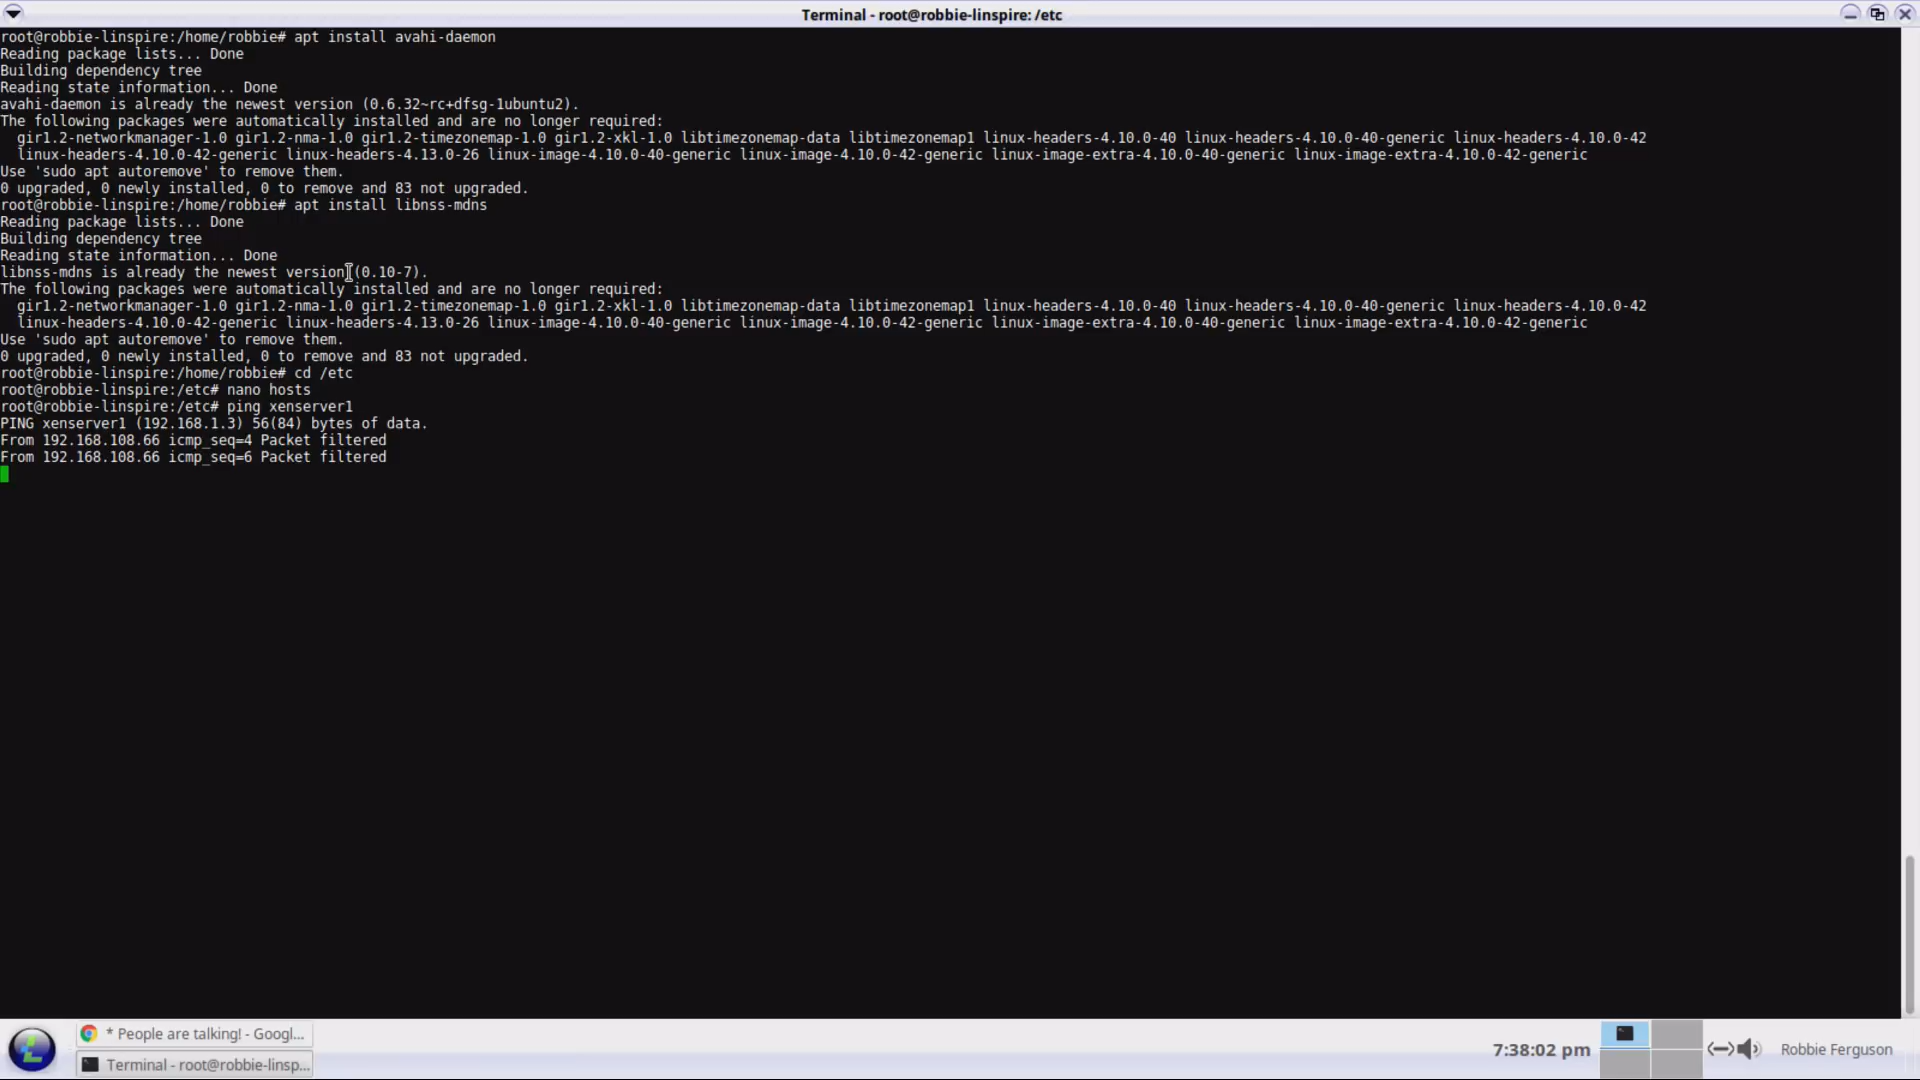 Terminal - root@robbie-linspire: /etc
root@robbie-linspire:/home/robbie# apt install avahi-daemon
Reading package lists... Done
Building dependency tree
Reading state information... Done
avahi-daemon is already the newest version (0.6.32~rc+dfsg-1ubuntu2).
The following packages were automatically installed and are no longer required:
  gir1.2-networkmanager-1.0 gir1.2-nma-1.0 gir1.2-timezonemap-1.0 gir1.2-xkl-1.0 libtimezonemap-data libtimezonemap1 linux-headers-4.10.0-40 linux-headers-4.10.0-40-generic linux-headers-4.10.0-42
  linux-headers-4.10.0-42-generic linux-headers-4.13.0-26 linux-image-4.10.0-40-generic linux-image-4.10.0-42-generic linux-image-extra-4.10.0-40-generic linux-image-extra-4.10.0-42-generic
Use 'sudo apt autoremove' to remove them.
0 upgraded, 0 newly installed, 0 to remove and 83 not upgraded.
root@robbie-linspire:/home/robbie# apt install libnss-mdns
Reading package lists... Done
Building dependency tree
Reading state information... Done
libnss-mdns is already the newest version (0.10-7).
The following packages were automatically installed and are no longer required:
  gir1.2-networkmanager-1.0 gir1.2-nma-1.0 gir1.2-timezonemap-1.0 gir1.2-xkl-1.0 libtimezonemap-data libtimezonemap1 linux-headers-4.10.0-40 linux-headers-4.10.0-40-generic linux-headers-4.10.0-42
  linux-headers-4.10.0-42-generic linux-headers-4.13.0-26 linux-image-4.10.0-40-generic linux-image-4.10.0-42-generic linux-image-extra-4.10.0-40-generic linux-image-extra-4.10.0-42-generic
Use 'sudo apt autoremove' to remove them.
0 upgraded, 0 newly installed, 0 to remove and 83 not upgraded.
root@robbie-linspire:/home/robbie# cd /etc
root@robbie-linspire:/etc# nano hosts
root@robbie-linspire:/etc# ping xenserver1
PING xenserver1 (192.168.1.3) 56(84) bytes of data.
From 192.168.108.66 icmp_seq=4 Packet filtered
From 192.168.108.66 icmp_seq=6 Packet filtered
* People are talking! - Googl...
Terminal - root@robbie-linsp...
7:38:02 pm
Robbie Ferguson